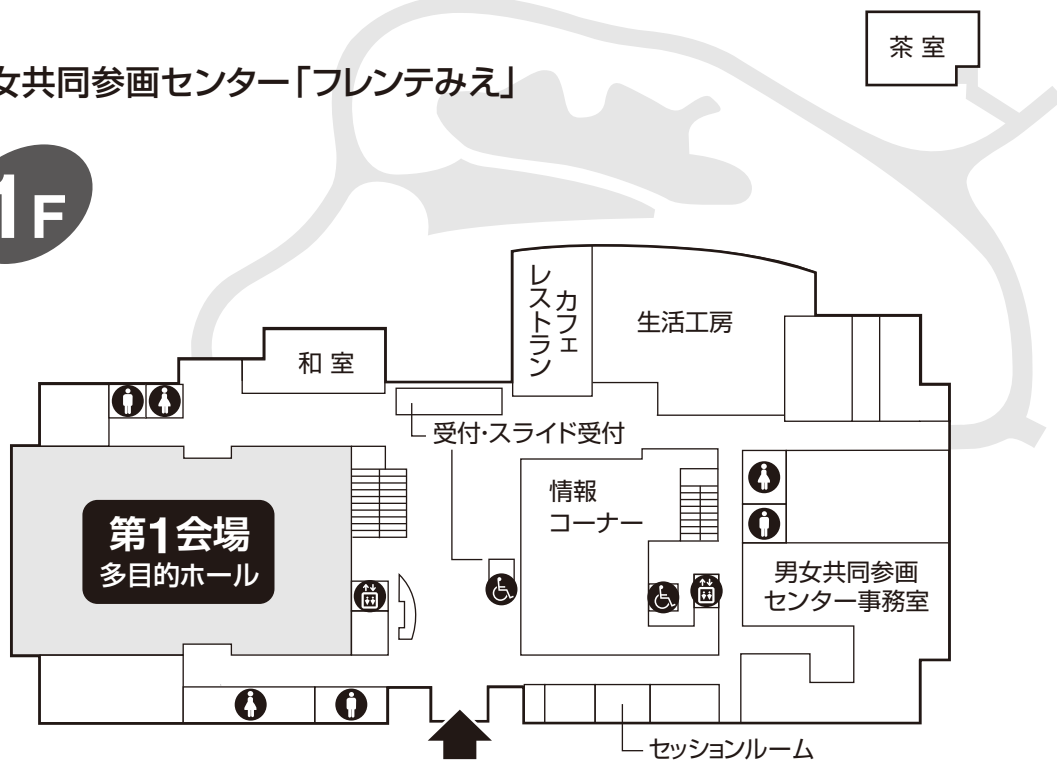 茶室
女共同参画センター「フレンテみえ」
1F
カフェ
レストラン
生活工房
和室
受付・スライド受付
情報
コーナー
第1会場
多目的ホール
男女共同参画
センター事務室
セッションルーム